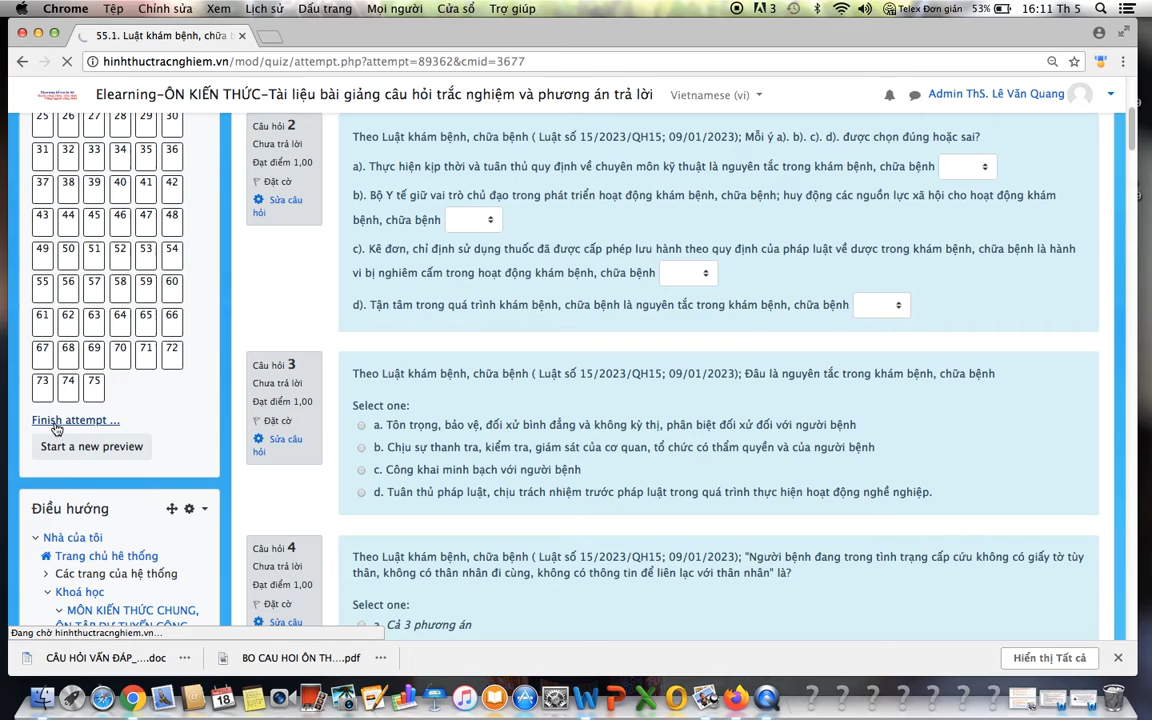 Chrome Tệp Chỉnh sửa Xem Lịch sử Dấu trang Mọi người Cửa sổ Trợ giúp 3 Telex Đơn giản 53% 16:11 Th 5
55.1. Luật khám bệnh, chữa b
hinhthuctracnghiem.vn/mod/quiz/attempt.php?attempt=89362&cmid=3677
Elearning-ÔN KIẾN THỨC-Tài liệu bài giảng câu hỏi trắc nghiệm và phương án trả lời Vietnamese (vi) Admin ThS. Lê Văn Quang
25 26 27 28 29 30
31 32 33 34 35 36
37 38 39 40 41 42
43 44 45 46 47 48
49 50 51 52 53 54
55 56 57 58 59 60
61 62 63 64 65 66
67 68 69 70 71 72
73 74 75
Finish attempt ...
Start a new preview
Điều hướng
Nhà của tôi
Trang chủ hệ thống
Các trang của hệ thống
Khoá học
MÔN KIẾN THỨC CHUNG,
Đang chờ hinhthuctracnghiem.vn...
Câu hỏi 2
Chưa trả lời
Đạt điểm 1,00
Đặt cờ
Sửa câu
hỏi
Theo Luật khám bệnh, chữa bệnh ( Luật số 15/2023/QH15; 09/01/2023); Mỗi ý a). b). c). d). được chọn đúng hoặc sai?
a). Thực hiện kịp thời và tuân thủ quy định về chuyên môn kỹ thuật là nguyên tắc trong khám bệnh, chữa bệnh
b). Bộ Y tế giữ vai trò chủ đạo trong phát triển hoạt động khám bệnh, chữa bệnh; huy động các nguồn lực xã hội cho hoạt động khám
bệnh, chữa bệnh
c). Kê đơn, chỉ định sử dụng thuốc đã được cấp phép lưu hành theo quy định của pháp luật về dược trong khám bệnh, chữa bệnh là hành
vi bị nghiêm cấm trong hoạt động khám bệnh, chữa bệnh
d). Tận tâm trong quá trình khám bệnh, chữa bệnh là nguyên tắc trong khám bệnh, chữa bệnh
Câu hỏi 3
Chưa trả lời
Đạt điểm 1,00
Đặt cờ
Sửa câu
hỏi
Theo Luật khám bệnh, chữa bệnh ( Luật số 15/2023/QH15; 09/01/2023); Đâu là nguyên tắc trong khám bệnh, chữa bệnh
Select one:
a. Tôn trọng, bảo vệ, đối xử bình đẳng và không kỳ thị, phân biệt đối xử đối với người bệnh
b. Chịu sự thanh tra, kiểm tra, giám sát của cơ quan, tổ chức có thẩm quyền và của người bệnh
c. Công khai minh bạch với người bệnh
d. Tuân thủ pháp luật, chịu trách nhiệm trước pháp luật trong quá trình thực hiện hoạt động nghề nghiệp.
Câu hỏi 4
Chưa trả lời
Đạt điểm 1,00
Đặt cờ
Sửa câu
Theo Luật khám bệnh, chữa bệnh ( Luật số 15/2023/QH15; 09/01/2023); "Người bệnh đang trong tình trạng cấp cứu không có giấy tờ tùy
thân, không có thân nhân đi cùng, không có thông tin để liên lạc với thân nhân" là?
Select one:
a. Cả 3 phương án
CÂU HỎI VẤN ĐÁP_....doc BO CAU HOI ÔN TH....pdf Hiển thị Tất cả